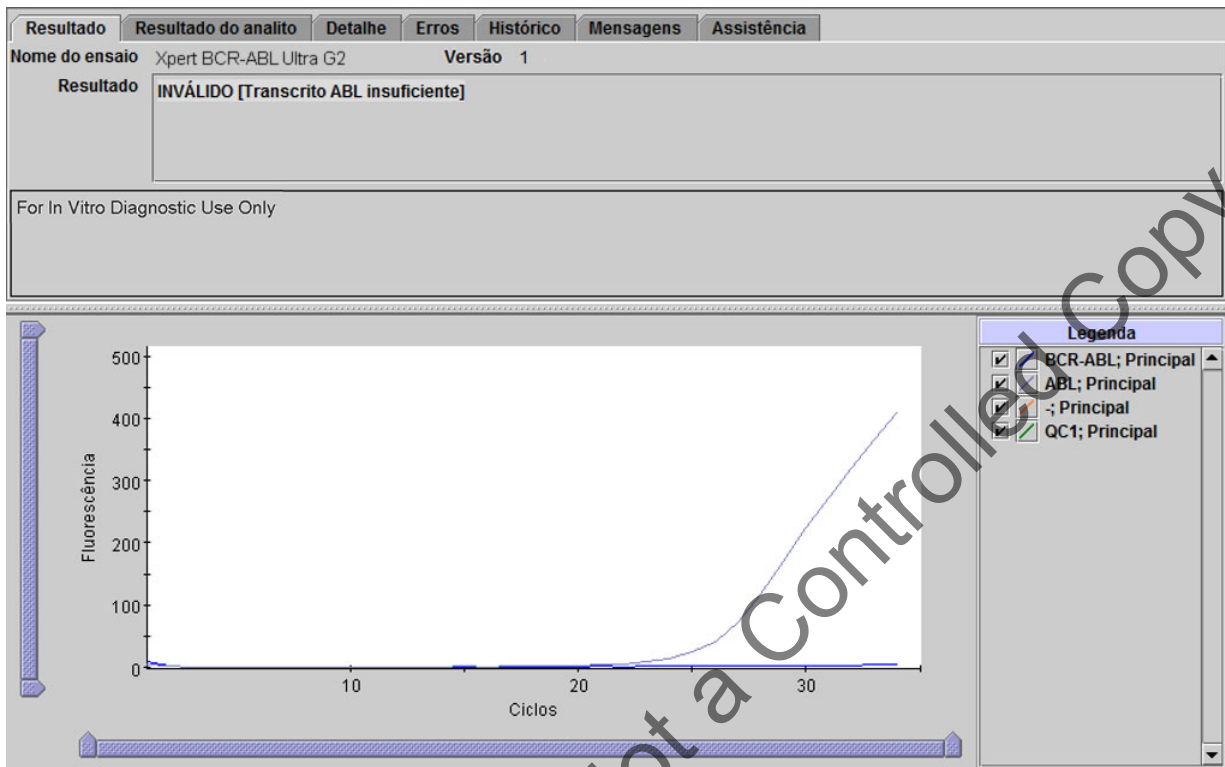 Resultado Resultado do analito Detalhe Erros Histórico Mensagens Assistência
Nome do ensaio Xpert BCR-ABL Ultra G2 Versão 1
Resultado INVÁLIDO [Transcrito ABL insuficiente]
For In Vitro Diagnostic Use Only
500
400
300
200
100
0
Fluorescência
10 20 30
Ciclos
Legenda
BCR-ABL; Principal
ABL; Principal
-; Principal
QC1; Principal
ot a Controlled Copy